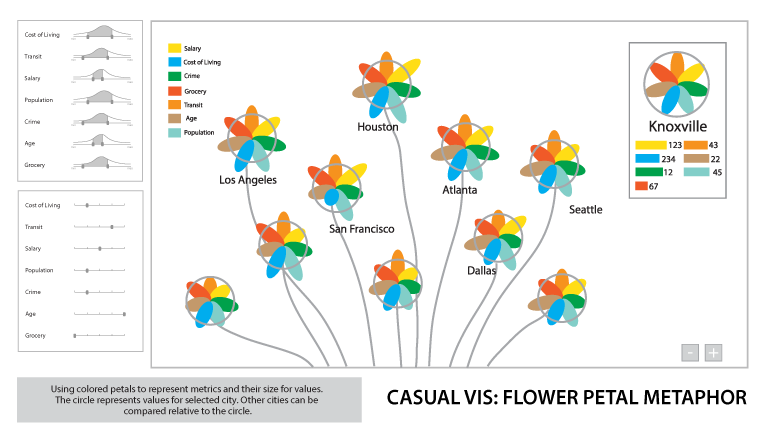 Cost of Living
Transit
Salary
Population
Crime
Age
Grocery
Cost of Living
Transit
Salary
Population
Crime
Age
Grocery
Salary
Cost of Living
Crime
Grocery
Transit
Age
Population
Houston
Los Angeles
San Francisco
Atlanta
Seattle
Dallas
Knoxville
123 43
234 22
12 45
67
- +
Using colored petals to represent metrics and their size for values.
The circle represents values for selected city. Other cities can be
compared relative to the circle.
CASUAL VIS: FLOWER PETAL METAPHOR